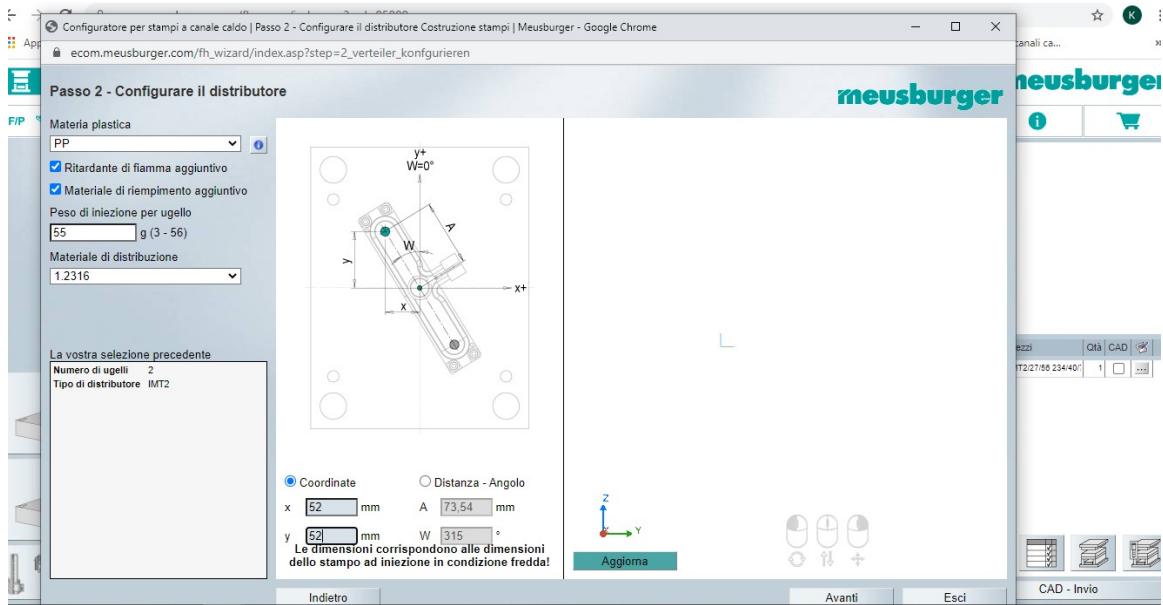 Configuratore per stampi a canale caldo | Passo 2 - Configurare il distributore Costruzione stampi | Meusburger - Google Chrome
K
App
canali ca...
ecom.meusburger.com/fh_wizard/index.asp?step=2_verteiler_konfgurieren
Passo 2 - Configurare il distributore
meusburger
meusburger
F/P
Materia plastica
PP
Ritardante di fiamma aggiuntivo
Materiale di riempimento aggiuntivo
Peso di iniezione per ugello
55 g (3 - 56)
Materiale di distribuzione
1.2316
La vostra selezione precedente
Numero di ugelli 2
Tipo di distributore IMT2
y+
W=0°
A
W
y
x+
x
Coordinate Distanza - Angolo
x 52 mm A 73,54 mm
y 52 mm W 315 °
Le dimensioni corrispondono alle dimensioni
dello stampo ad iniezione in condizione fredda!
Z
Y
Aggiorna
Indietro Avanti Esci
ezzi Qtà CAD
1 ...
CAD - Invio